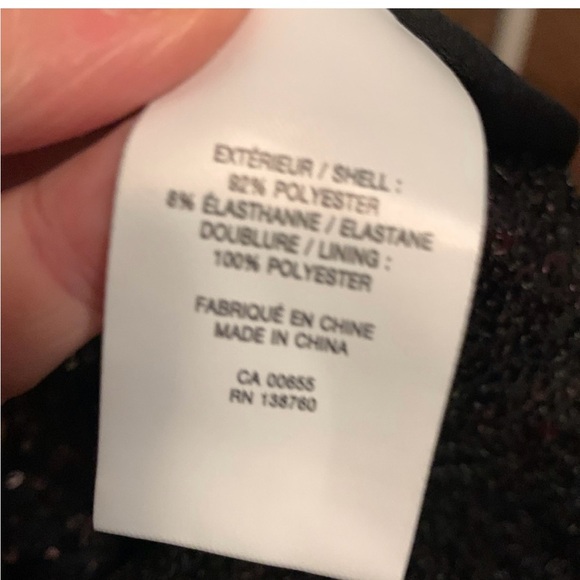 EXTÉRIEUR / SHELL :
92% POLYESTER
8% ÉLASTHANNE / ELASTANE
DOUBLURE / LINING :
100% POLYESTER
FABRIQUÉ EN CHINE
MADE IN CHINA
CA 00655
RN 138760